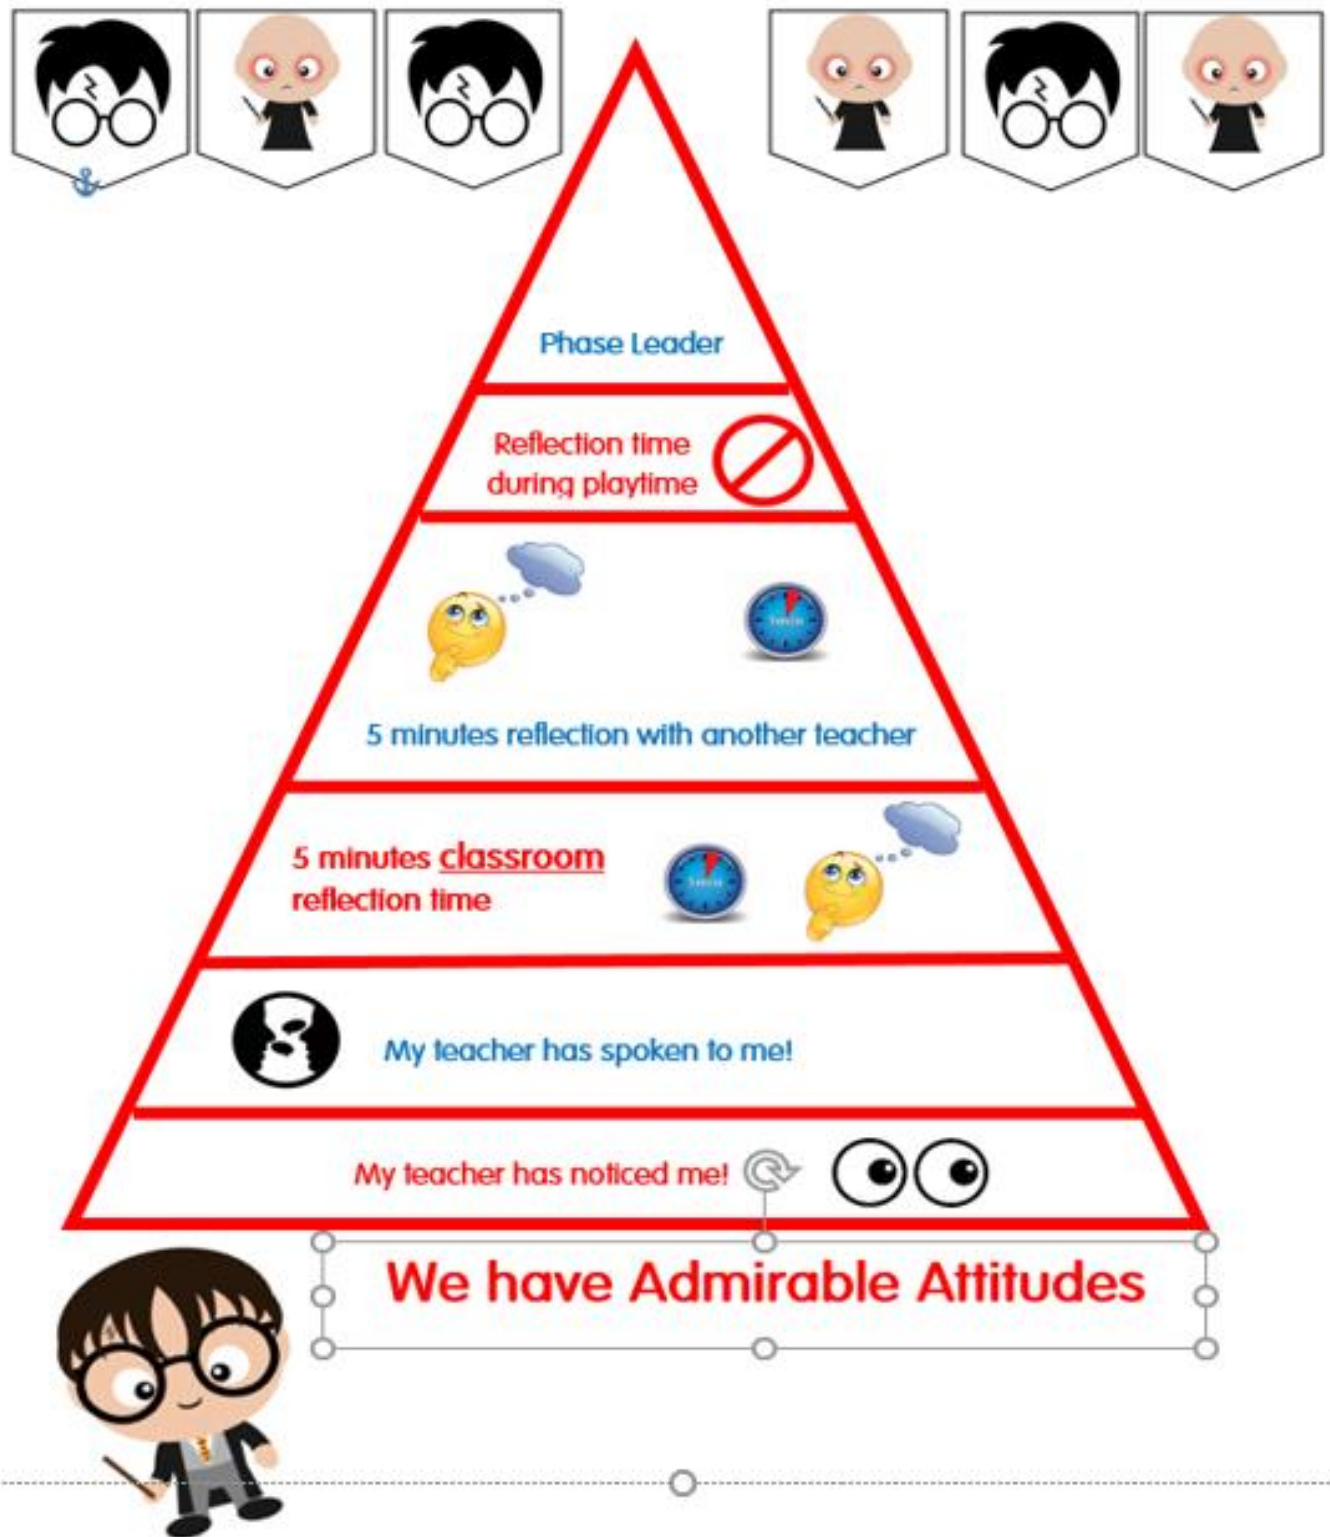 Phase Leader
Reflection time
during playtime
5 minutes reflection with another teacher
5 minutes classroom
reflection time
My teacher has spoken to me!
My teacher has noticed me!
We have Admirable Attitudes